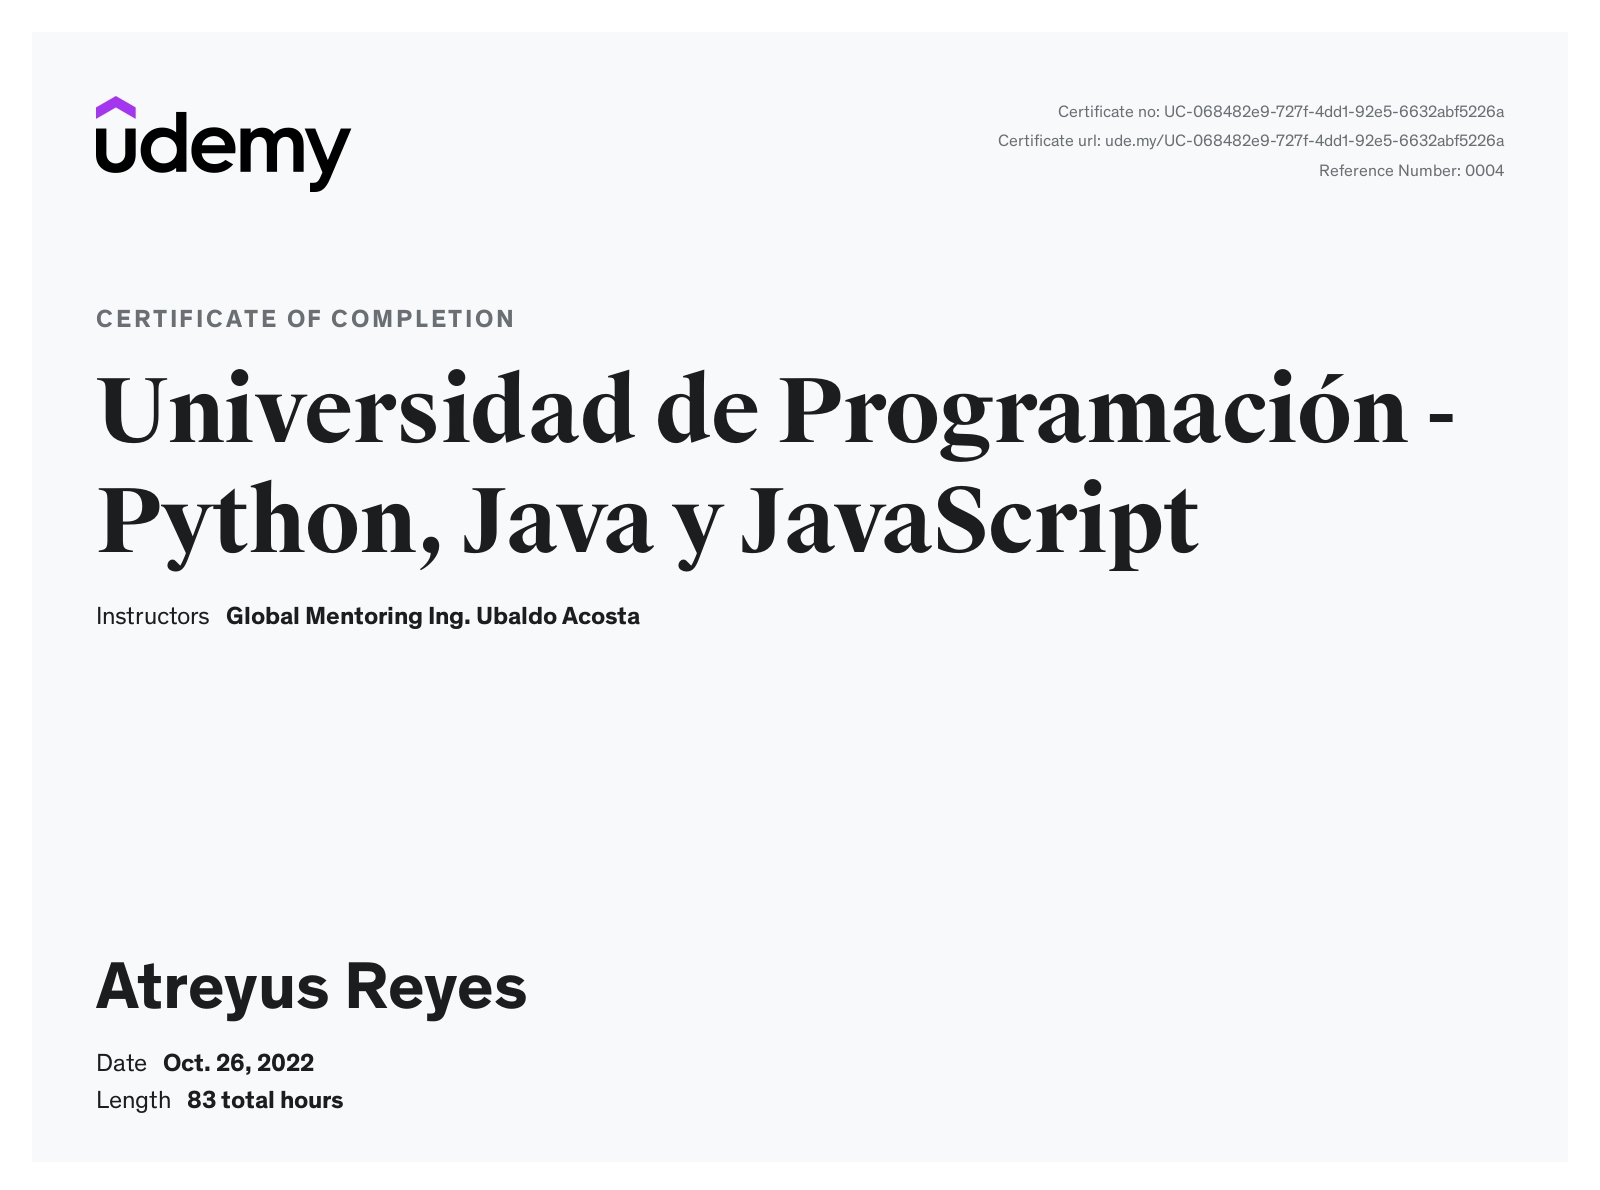 udemy
Certificate no: UC-068482e9-727f-4dd1-92e5-6632abf5226a
Certificate url: ude.my/UC-068482e9-727f-4dd1-92e5-6632abf5226a
Reference Number: 0004
CERTIFICATE OF COMPLETION
Universidad de Programación -
Python, Java y JavaScript
Instructors Global Mentoring Ing. Ubaldo Acosta
Atreyus Reyes
Date Oct. 26, 2022
Length 83 total hours